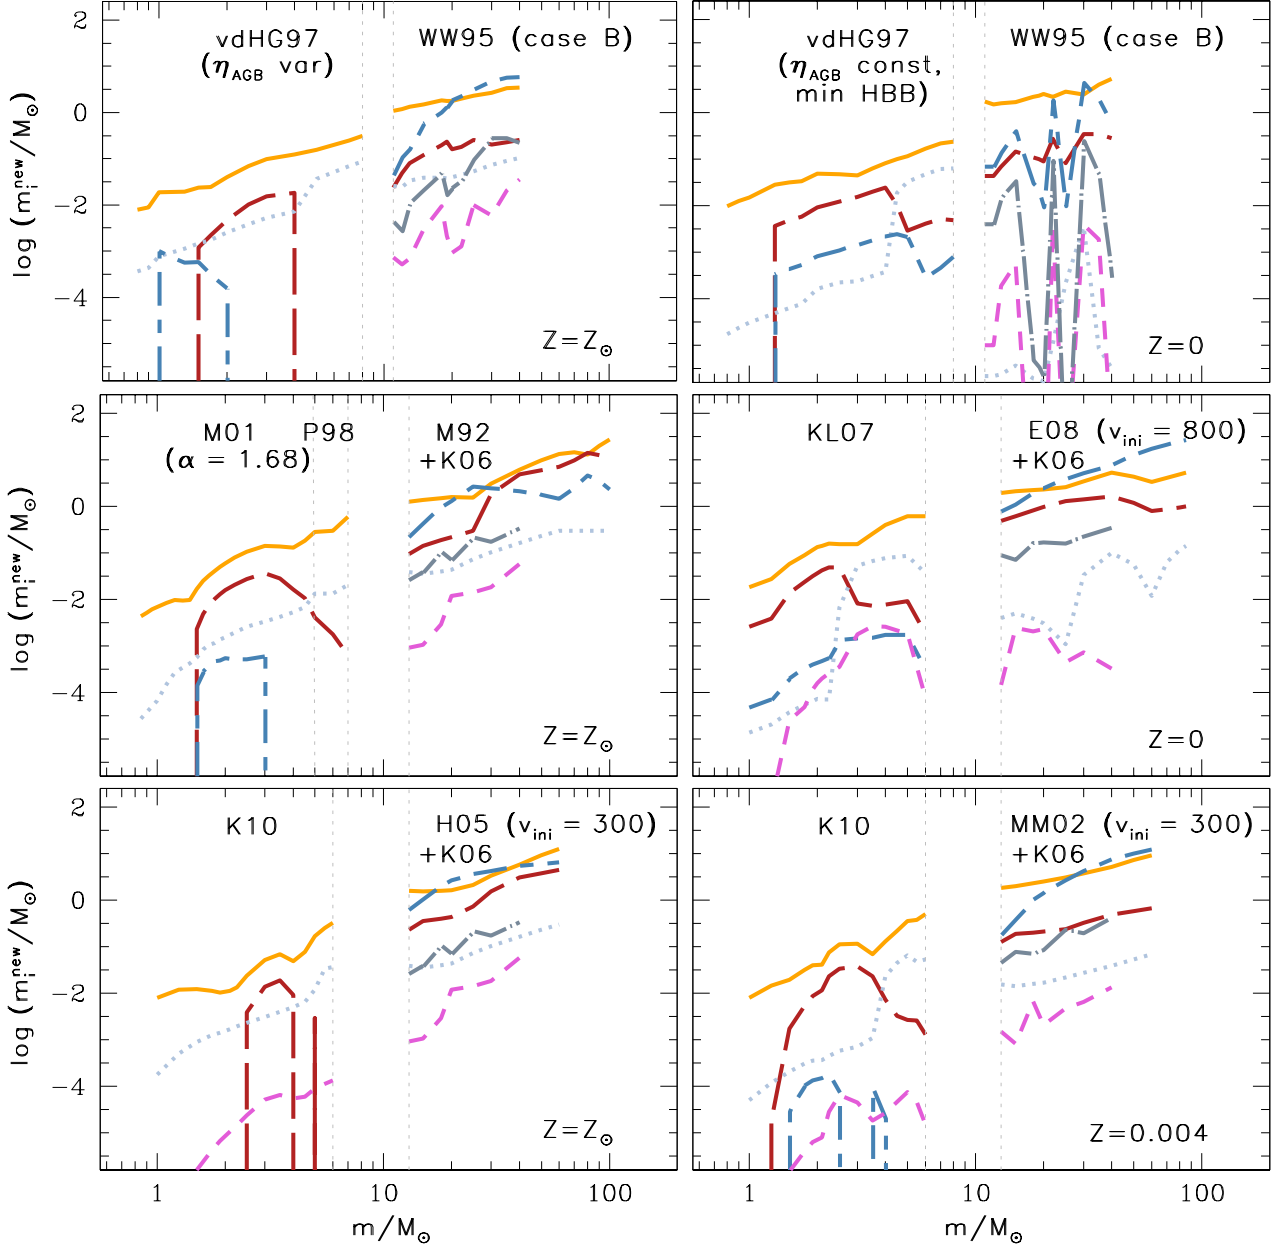 log (m_i^new/M⊙)
2
0
−2
−4
vdHG97
(η_AGB var)
WW95 (case B)
Z=Z⊙
vdHG97
(η_AGB const,
min HBB)
WW95 (case B)
Z=0
log (m_i^new/M⊙)
2
0
−2
−4
M01
(α = 1.68)
P98
M92
+K06
Z=Z⊙
KL07
E08 (v_ini = 800)
+K06
Z=0
log (m_i^new/M⊙)
2
0
−2
−4
K10
H05 (v_ini = 300)
+K06
Z=Z⊙
K10
MM02 (v_ini = 300)
+K06
Z=0.004
1 10 100
m/M⊙
1 10 100
m/M⊙